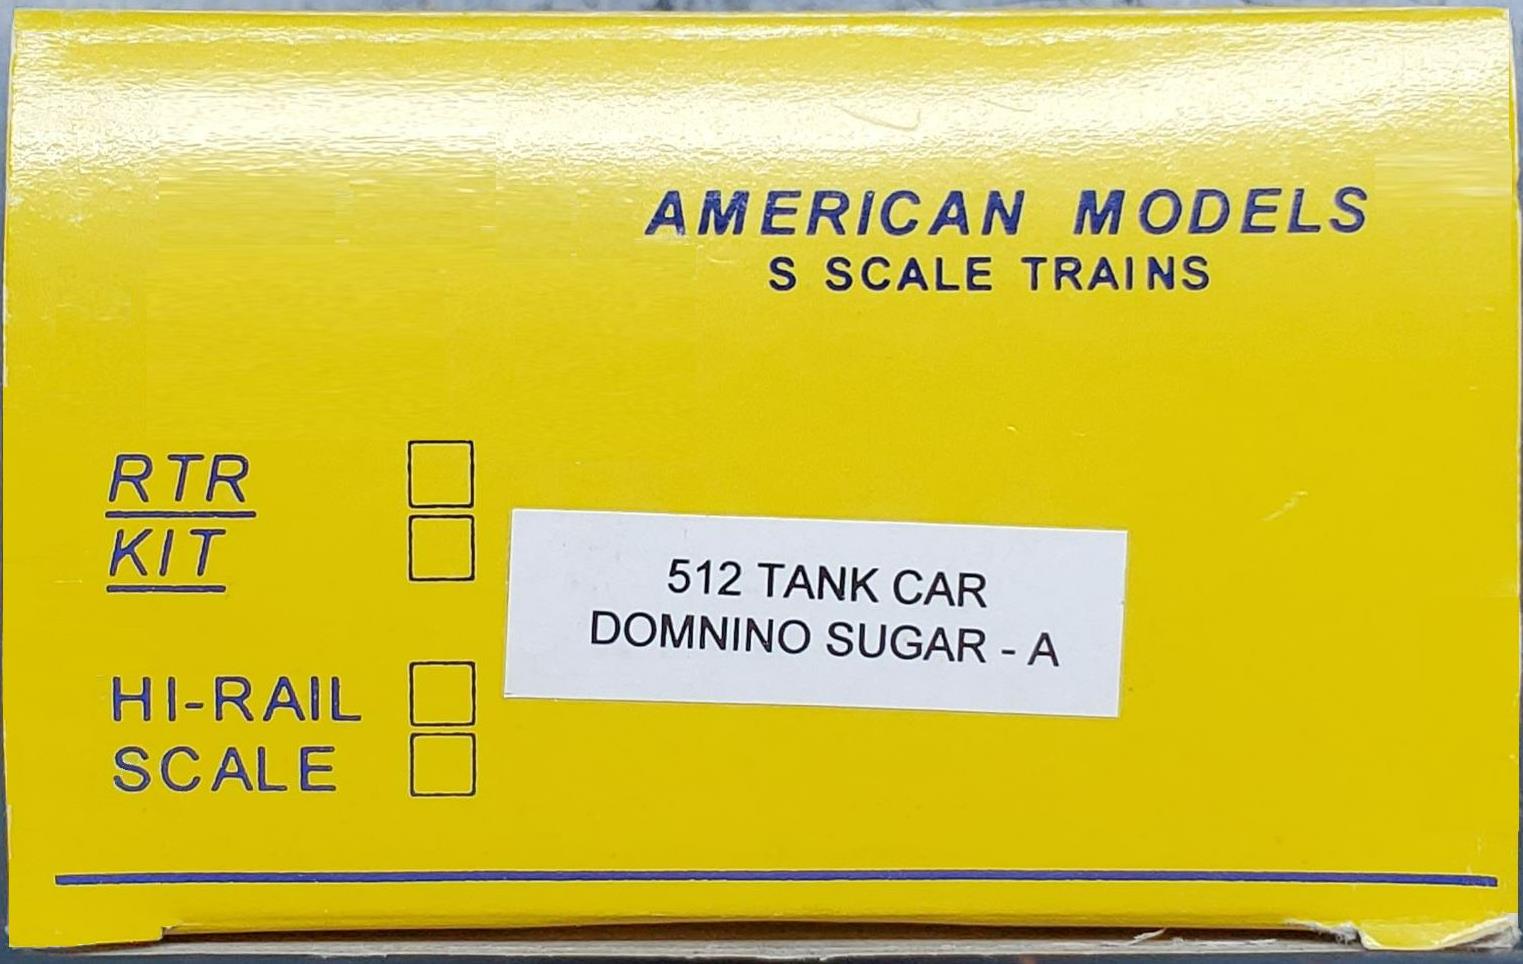 AMERICAN MODELS
S SCALE TRAINS
RTR
KIT
512 TANK CAR
DOMNINO SUGAR - A
HI-RAIL
SCALE